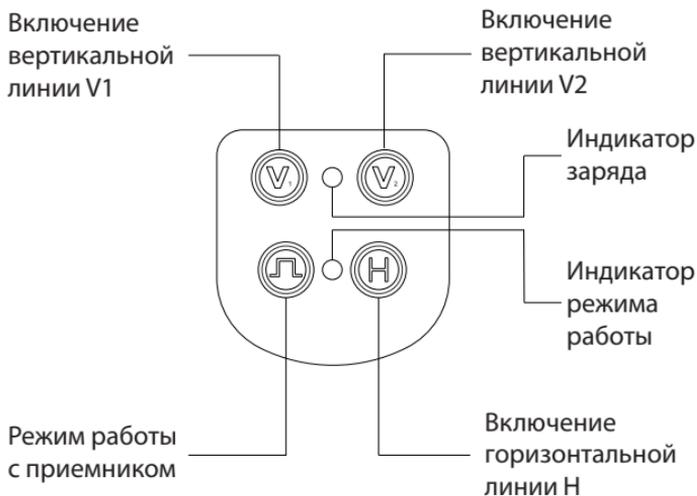 Включение
вертикальной
линии V1
Включение
вертикальной
линии V2
Индикатор
заряда
V1
V2
H
Индикатор
режима
работы
Режим работы
с приемником
Включение
горизонтальной
линии H